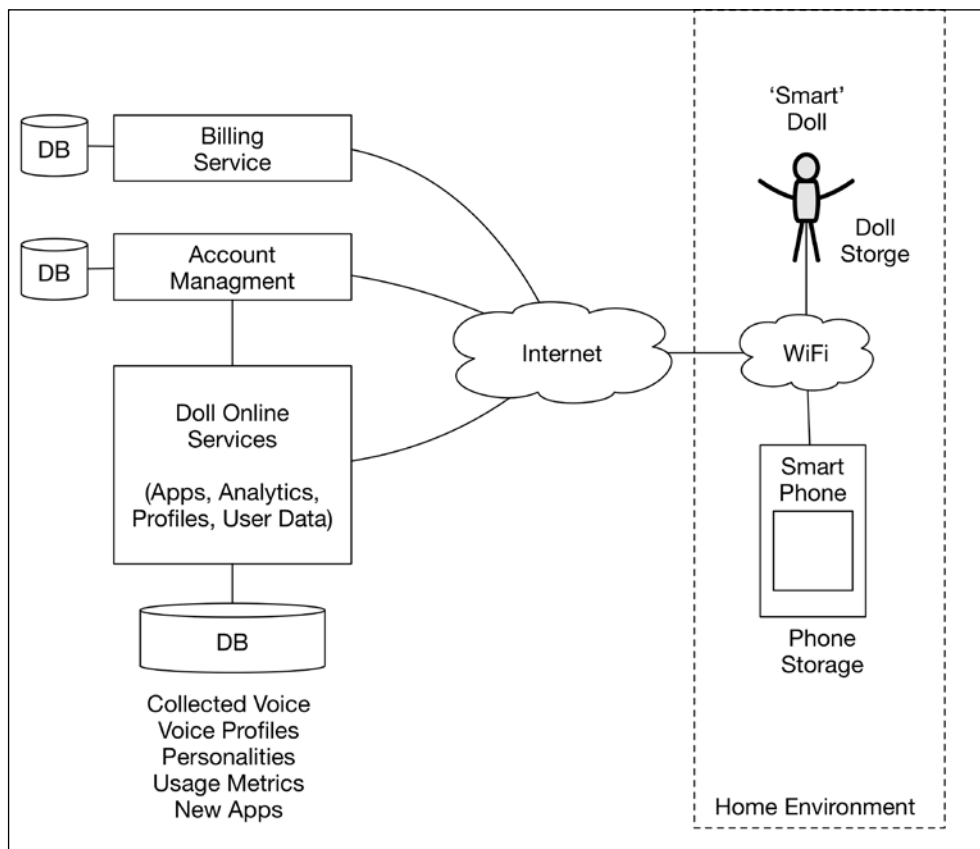 DB
Billing
Service
DB
Account
Managment
Doll Online
Services
(Apps, Analytics,
Profiles, User Data)
DB
Collected Voice
Voice Profiles
Personalities
Usage Metrics
New Apps
Internet
'Smart'
Doll
Doll
Storge
WiFi
Smart
Phone
Phone
Storage
Home Environment